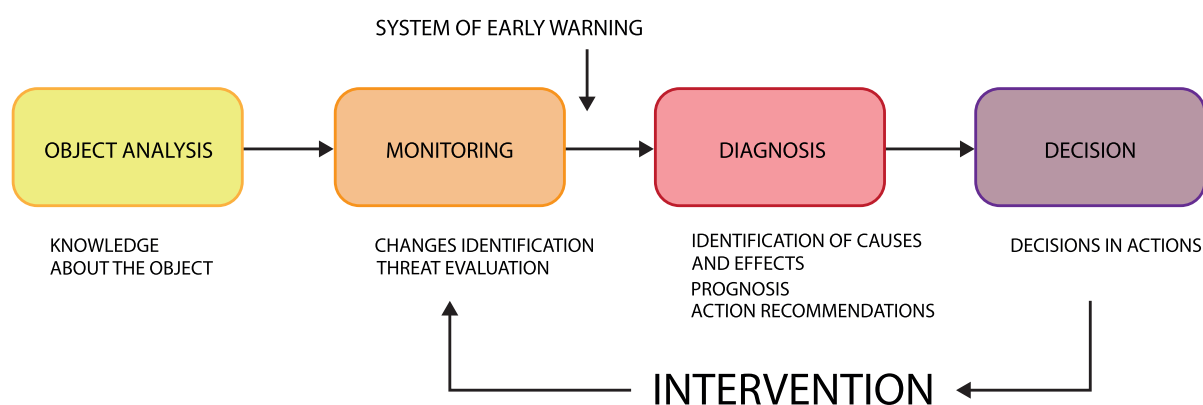 SYSTEM OF EARLY WARNING
OBJECT ANALYSIS
MONITORING
DIAGNOSIS
DECISION
KNOWLEDGE
ABOUT THE OBJECT
CHANGES IDENTIFICATION
THREAT EVALUATION
IDENTIFICATION OF CAUSES
AND EFFECTS
PROGNOSIS
ACTION RECOMMENDATIONS
DECISIONS IN ACTIONS
INTERVENTION